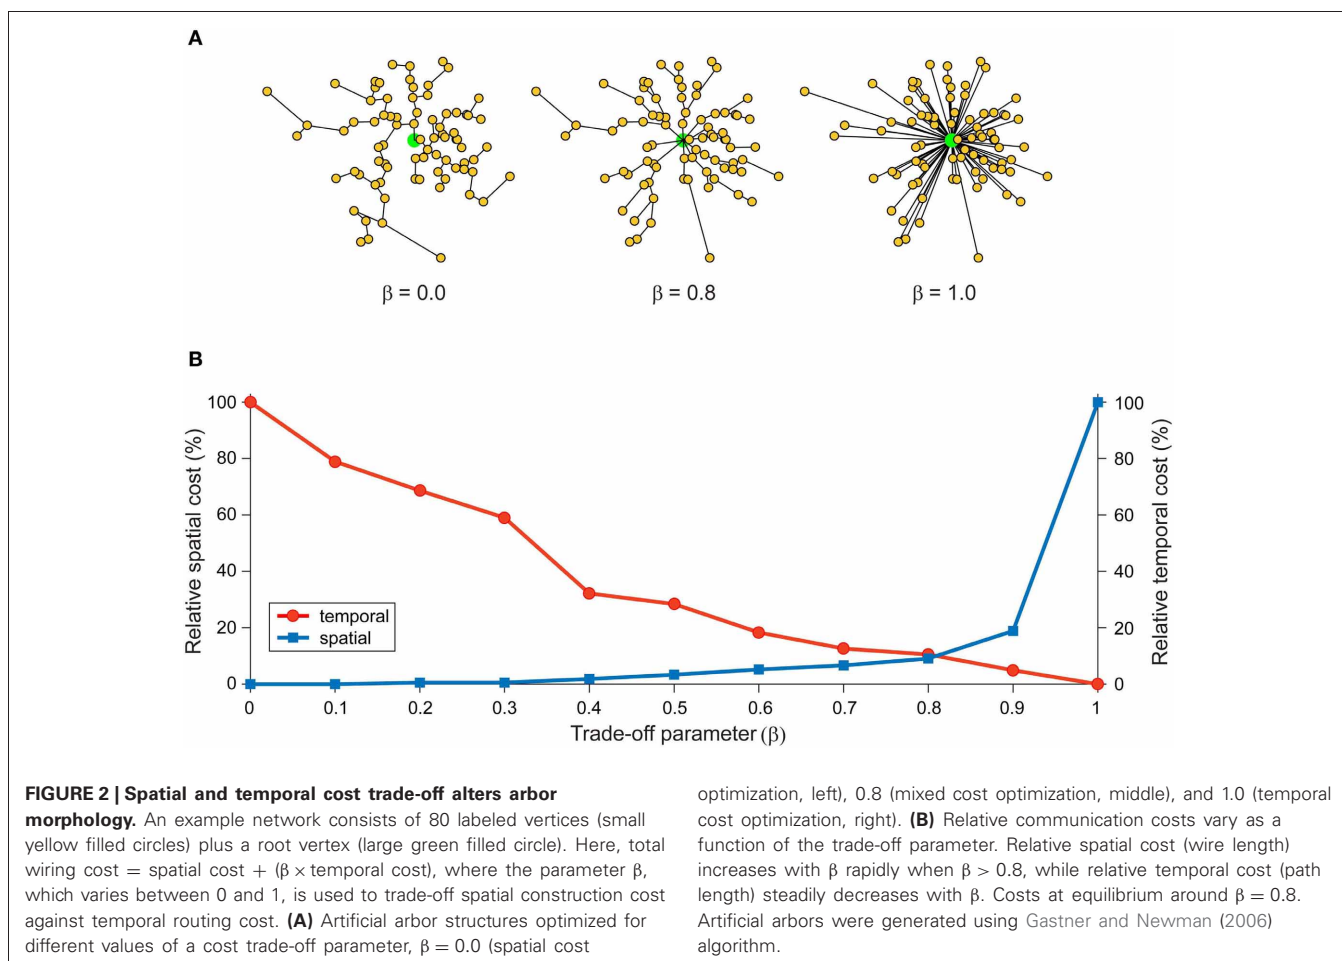 A
β = 0.0
β = 0.8
β = 1.0
B
Relative spatial cost (%)
100
80
60
40
20
0
temporal
spatial
100
80
60
40
20
0
Relative temporal cost (%)
0 0.1 0.2 0.3 0.4 0.5 0.6 0.7 0.8 0.9 1
Trade-off parameter (β)
FIGURE 2 | Spatial and temporal cost trade-off alters arbor
morphology. An example network consists of 80 labeled vertices (small
yellow filled circles) plus a root vertex (large green filled circle). Here, total
wiring cost = spatial cost + (β × temporal cost), where the parameter β,
which varies between 0 and 1, is used to trade-off spatial construction cost
against temporal routing cost. (A) Artificial arbor structures optimized for
different values of a cost trade-off parameter, β = 0.0 (spatial cost
optimization, left), 0.8 (mixed cost optimization, middle), and 1.0 (temporal
cost optimization, right). (B) Relative communication costs vary as a
function of the trade-off parameter. Relative spatial cost (wire length)
increases with β rapidly when β > 0.8, while relative temporal cost (path
length) steadily decreases with β. Costs at equilibrium around β = 0.8.
Artificial arbors were generated using Gastner and Newman (2006)
algorithm.